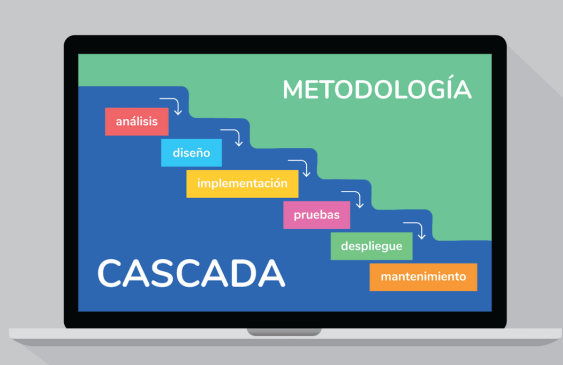 METODOLOGÍA
análisis
diseño
implementación
pruebas
despliegue
mantenimiento
CASCADA